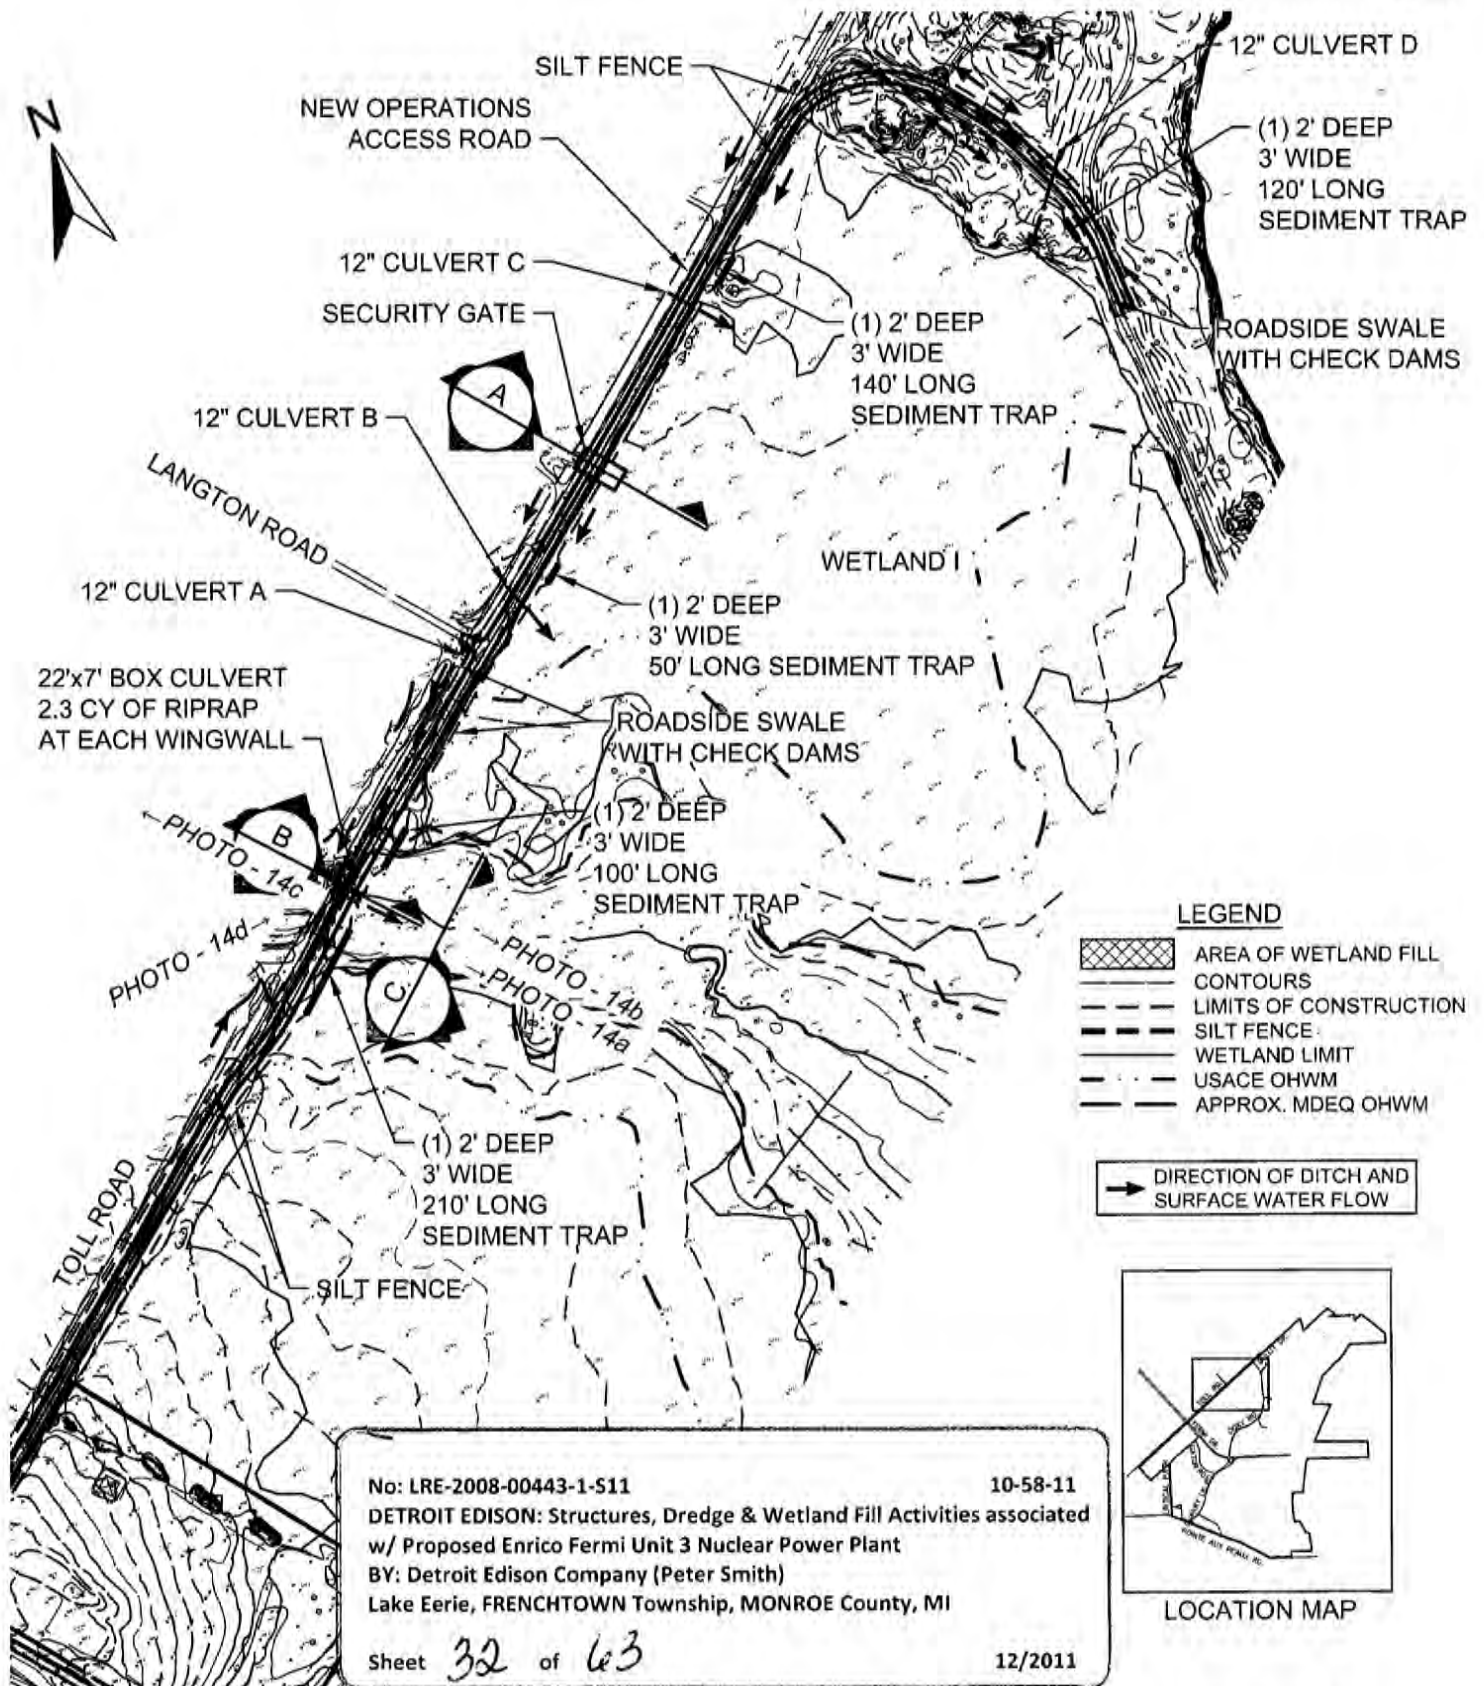 N
SILT FENCE
12" CULVERT D
NEW OPERATIONS
ACCESS ROAD
(1) 2' DEEP
3' WIDE
120' LONG
SEDIMENT TRAP
12" CULVERT C
SECURITY GATE
(1) 2' DEEP
3' WIDE
140' LONG
SEDIMENT TRAP
ROADSIDE SWALE
WITH CHECK DAMS
A
12" CULVERT B
LANGTON ROAD
WETLAND I
12" CULVERT A
(1) 2' DEEP
3' WIDE
50' LONG SEDIMENT TRAP
22'x7' BOX CULVERT
2.3 CY OF RIPRAP
AT EACH WINGWALL
ROADSIDE SWALE
WITH CHECK DAMS
(1) 2' DEEP
3' WIDE
100' LONG
SEDIMENT TRAP
B
PHOTO - 14c
PHOTO - 14d
PHOTO - 14b
PHOTO - 14a
C
LEGEND
AREA OF WETLAND FILL
CONTOURS
LIMITS OF CONSTRUCTION
SILT FENCE
WETLAND LIMIT
USACE OHWM
APPROX. MDEQ OHWM
DIRECTION OF DITCH AND
SURFACE WATER FLOW
(1) 2' DEEP
3' WIDE
210' LONG
SEDIMENT TRAP
TOLL ROAD
SILT FENCE
TOLL RD.
POINTE AUX PEAUX RD.
LOCATION MAP
No: LRE-2008-00443-1-S11 10-58-11
DETROIT EDISON: Structures, Dredge & Wetland Fill Activities associated
w/ Proposed Enrico Fermi Unit 3 Nuclear Power Plant
BY: Detroit Edison Company (Peter Smith)
Lake Eerie, FRENCHTOWN Township, MONROE County, MI
Sheet 32 of 63 12/2011